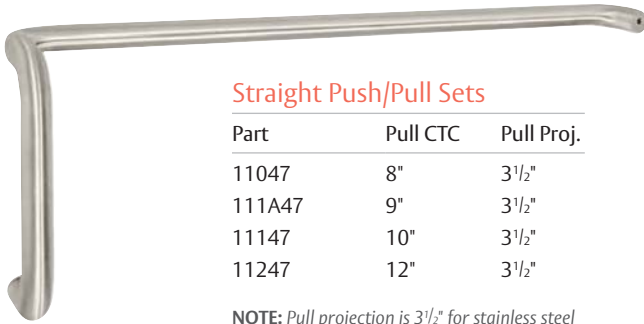 Straight Push/Pull Sets
Part Pull CTC Pull Proj.
11047 8" 3 1/2"
111A47 9" 3 1/2"
11147 10" 3 1/2"
11247 12" 3 1/2"
NOTE: Pull projection is 3 1/2" for stainless steel